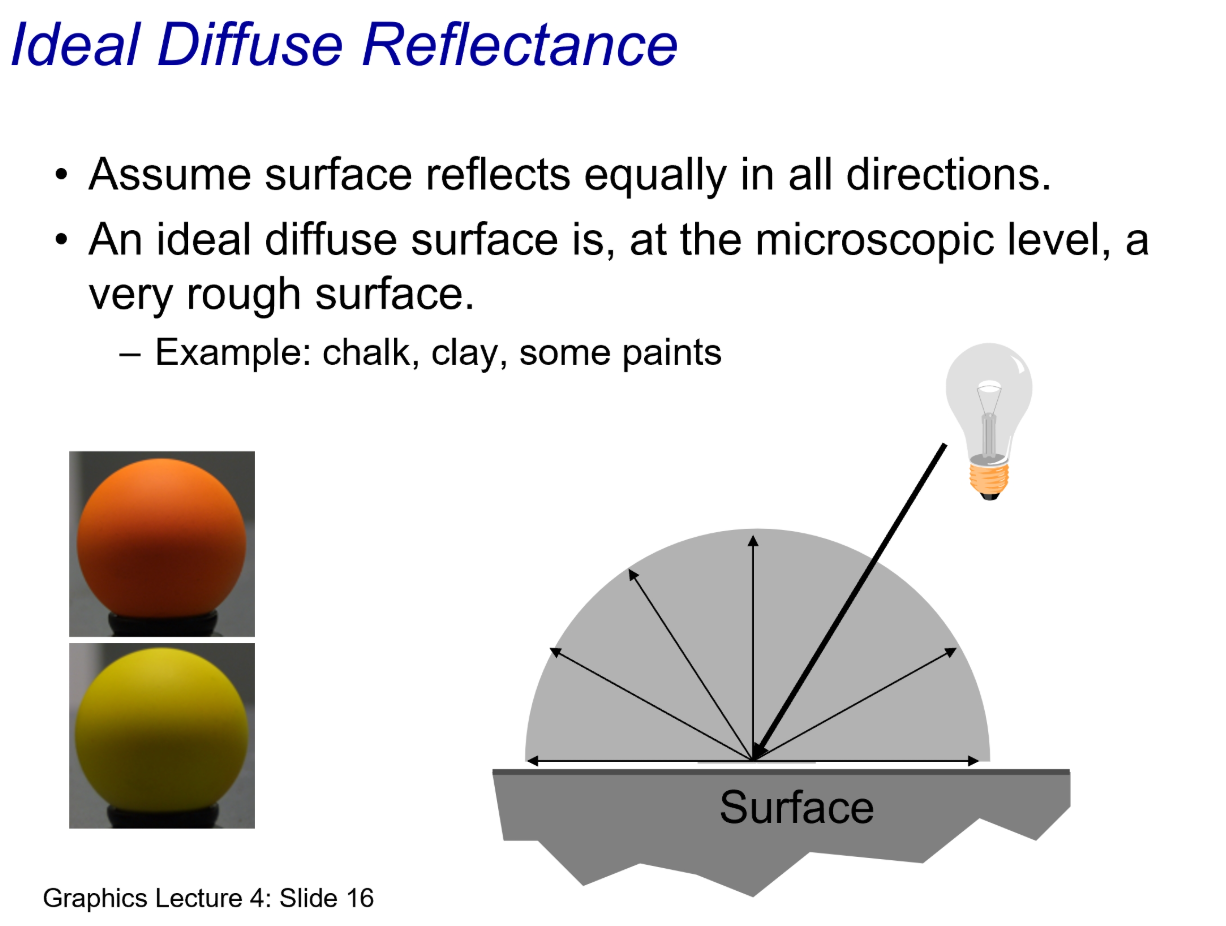 Ideal Diffuse Reflectance
• Assume surface reflects equally in all directions.
• An ideal diffuse surface is, at the microscopic level, a
very rough surface.
– Example: chalk, clay, some paints
Surface
Graphics Lecture 4: Slide 16